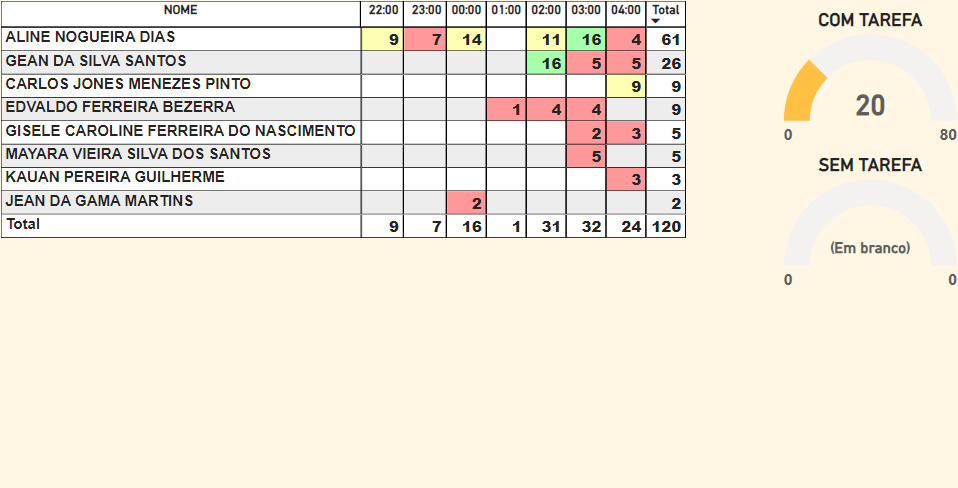 NOME 22:00 23:00 00:00 01:00 02:00 03:00 04:00 Total
ALINE NOGUEIRA DIAS 9 7 14 11 16 4 61
GEAN DA SILVA SANTOS 16 5 5 26
CARLOS JONES MENEZES PINTO 9 9
EDVALDO FERREIRA BEZERRA 1 4 4 9
GISELE CAROLINE FERREIRA DO NASCIMENTO 2 3 5
MAYARA VIEIRA SILVA DOS SANTOS 5 5
KAUAN PEREIRA GUILHERME 3 3
JEAN DA GAMA MARTINS 2 2
Total 9 7 16 1 31 32 24 120
COM TAREFA
20
0 80
SEM TAREFA
(Em branco)
0 0